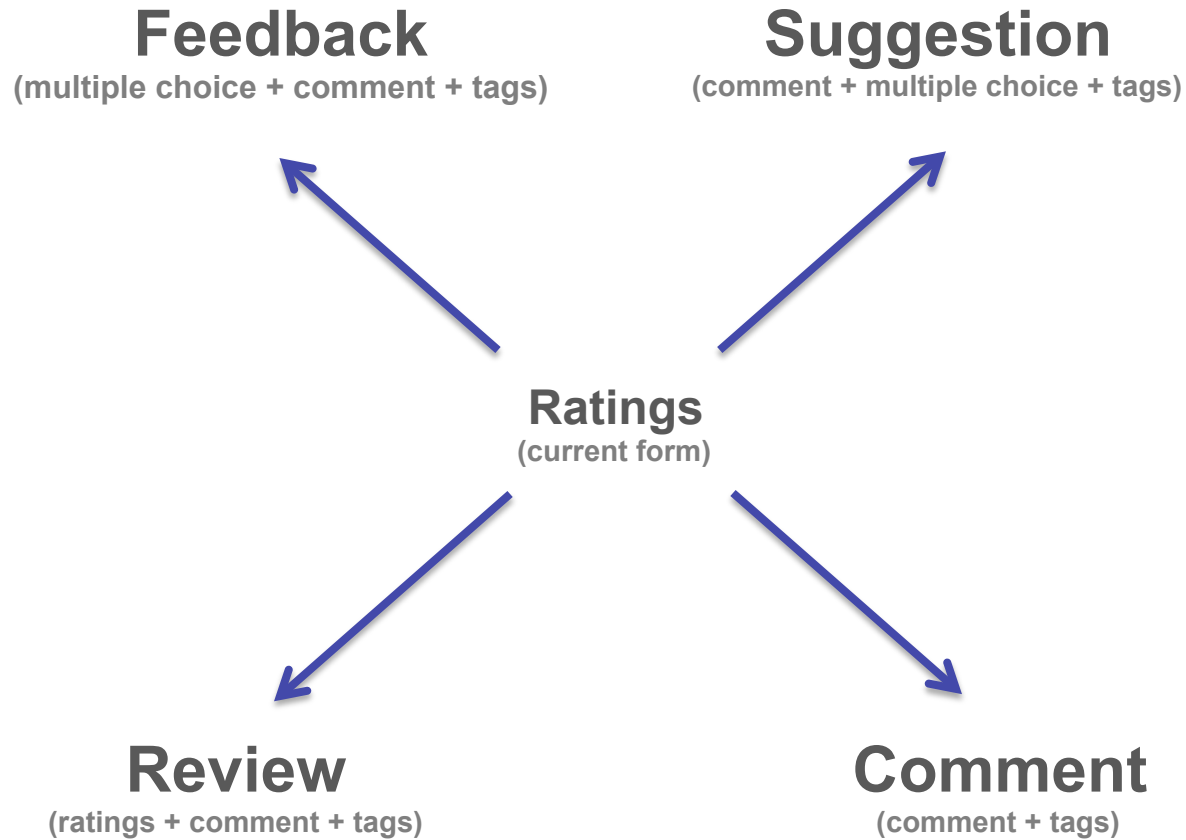 Feedback
(multiple choice + comment + tags)
Suggestion
(comment + multiple choice + tags)
Ratings
(current form)
Review
(ratings + comment + tags)
Comment
(comment + tags)